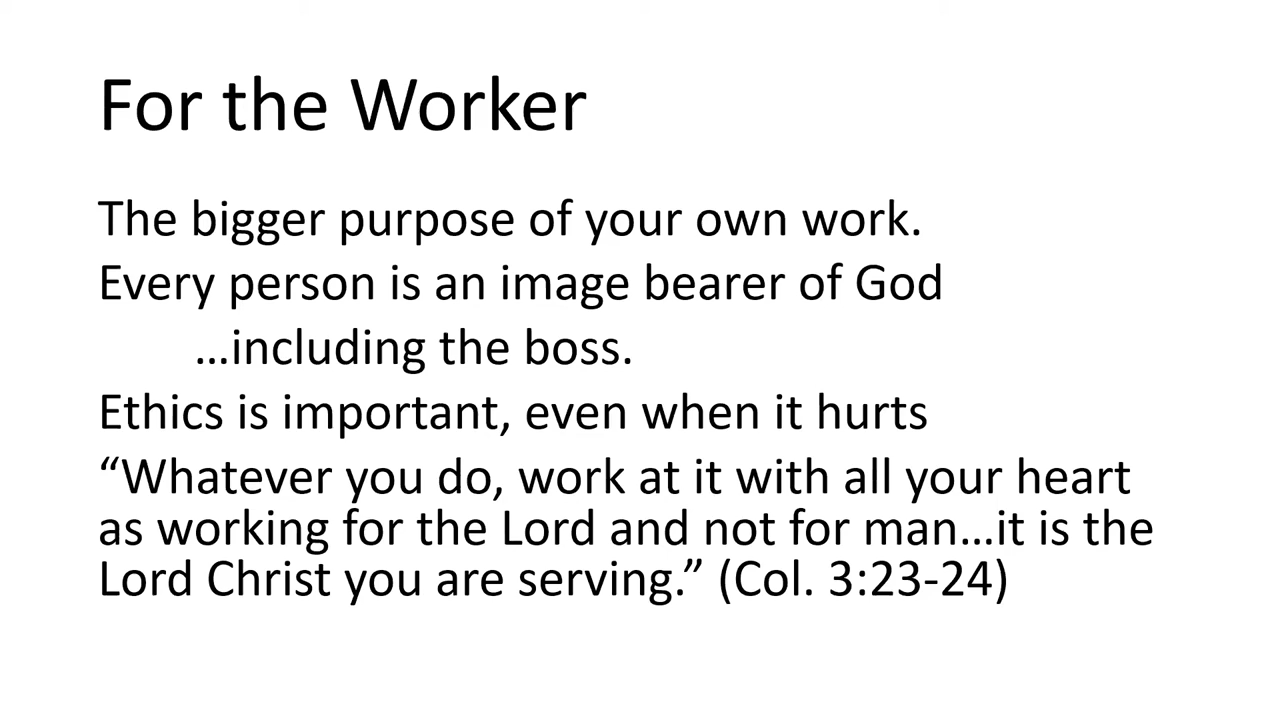 For the Worker
The bigger purpose of your own work.
Every person is an image bearer of God
…including the boss.
Ethics is important, even when it hurts
“Whatever you do, work at it with all your heart
as working for the Lord and not for man…it is the
Lord Christ you are serving.” (Col. 3:23-24)